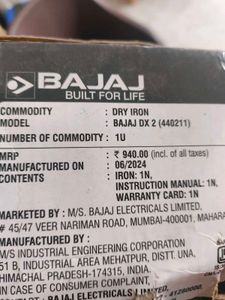 BAJAJ
BUILT FOR LIFE
COMMODITY : DRY IRON
MODEL : BAJAJ DX 2 (440211)
NUMBER OF COMMODITY : 1U
MRP : ₹ 940.00 (incl. of all taxes)
MANUFACTURED ON : 06/2024
CONTENTS : IRON: 1N,
INSTRUCTION MANUAL: 1N,
WARRANTY CARD: 1N
MARKETED BY : M/S. BAJAJ ELECTRICALS LIMITED,
# 45/47 VEER NARIMAN ROAD, MUMBAI-400001. MAHARA
MANUFACTURED BY :
M/S INDUSTRIAL ENGINEERING CORPORATION
51 B, INDUSTRIAL AREA MEHATPUR, DISTT. UNA
HIMACHAL PRADESH-174315, INDIA.
IN CASE OF CONSUMER COMPLAINT,
BAJAJ ELECTRICALS LIMITED,